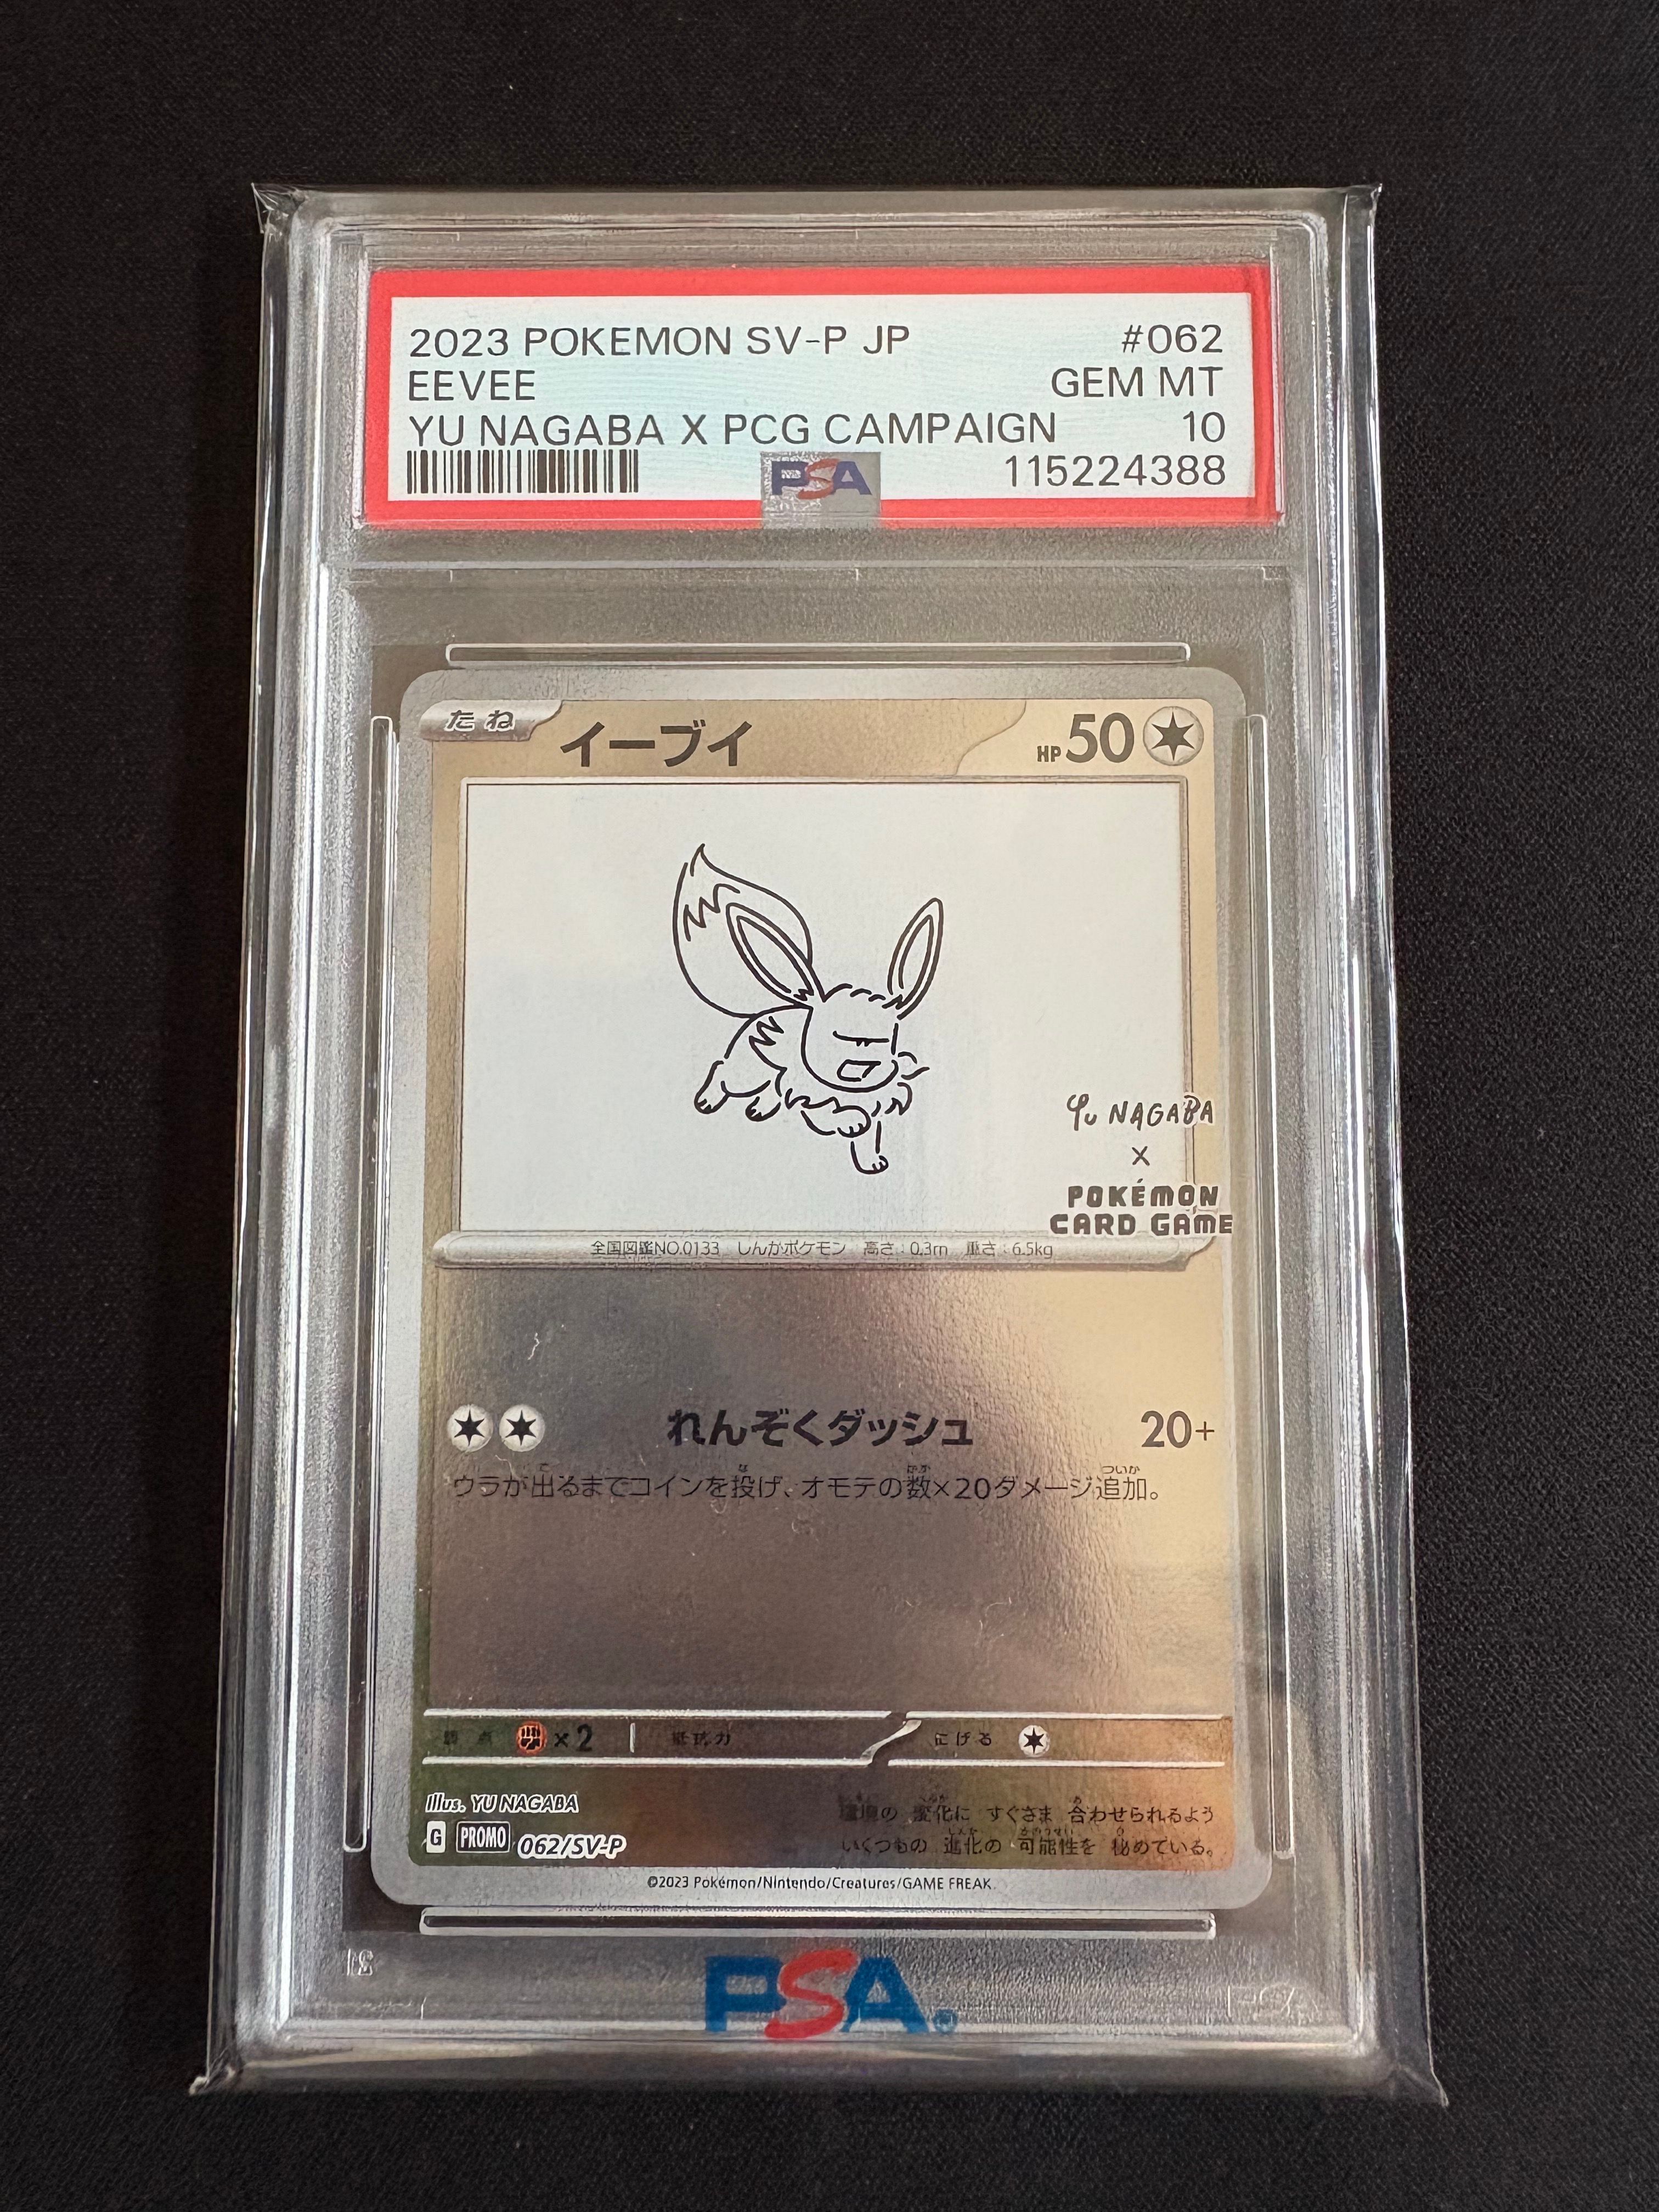 2023 POKEMON SV-P JP #062
EEVEE GEM MT
YU NAGABA X PCG CAMPAIGN 10
PSA 115224388
たね イーブイ HP50
Yu NAGABA
×
POKÉMON
CARD GAME
全国図鑑NO.0133 しんかポケモン 高さ:0.3m 重さ:6.5kg
れんぞくダッシュ 20+
ウラが出るまでコインを投げ、オモテの数×20ダメージ追加。
弱点 ×2 抵抗力 にげる
Illus. YU NAGABA
環境の 変化に すぐさま 合わせられるよう
G PROMO 062/SV-P
いくつもの 進化の 可能性を 秘めている。
©2023 Pokémon/Nintendo/Creatures/GAME FREAK.
PSA